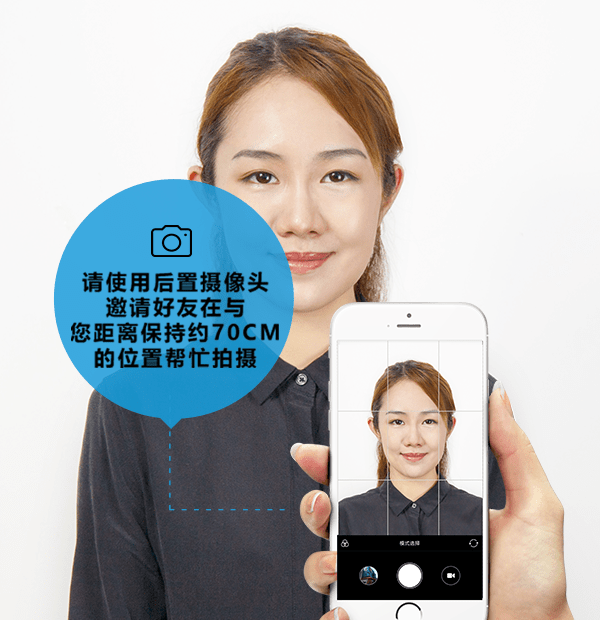 请使用后置摄像头
邀请好友在与
您距离保持约70CM
的位置帮忙拍摄
模式选择